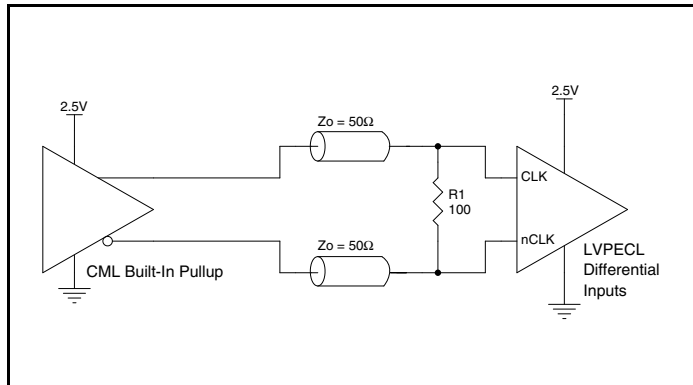 2.5V
2.5V
Zo = 50Ω
CLK
R1
100
nCLK
Zo = 50Ω
CML Built-In Pullup
LVPECL
Differential
Inputs